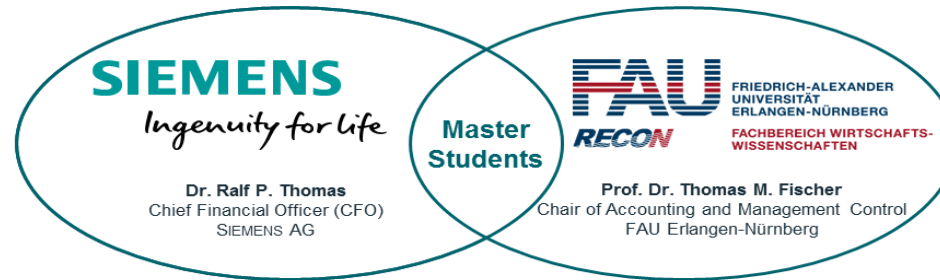 SIEMENS
Ingenuity for life
Dr. Ralf P. Thomas
Chief Financial Officer (CFO)
SIEMENS AG
Master
Students
FAU
FRIEDRICH-ALEXANDER
UNIVERSITÄT
ERLANGEN-NÜRNBERG
RECON
FACHBEREICH WIRTSCHAFTS-
WISSENSCHAFTEN
Prof. Dr. Thomas M. Fischer
Chair of Accounting and Management Control
FAU Erlangen-Nürnberg